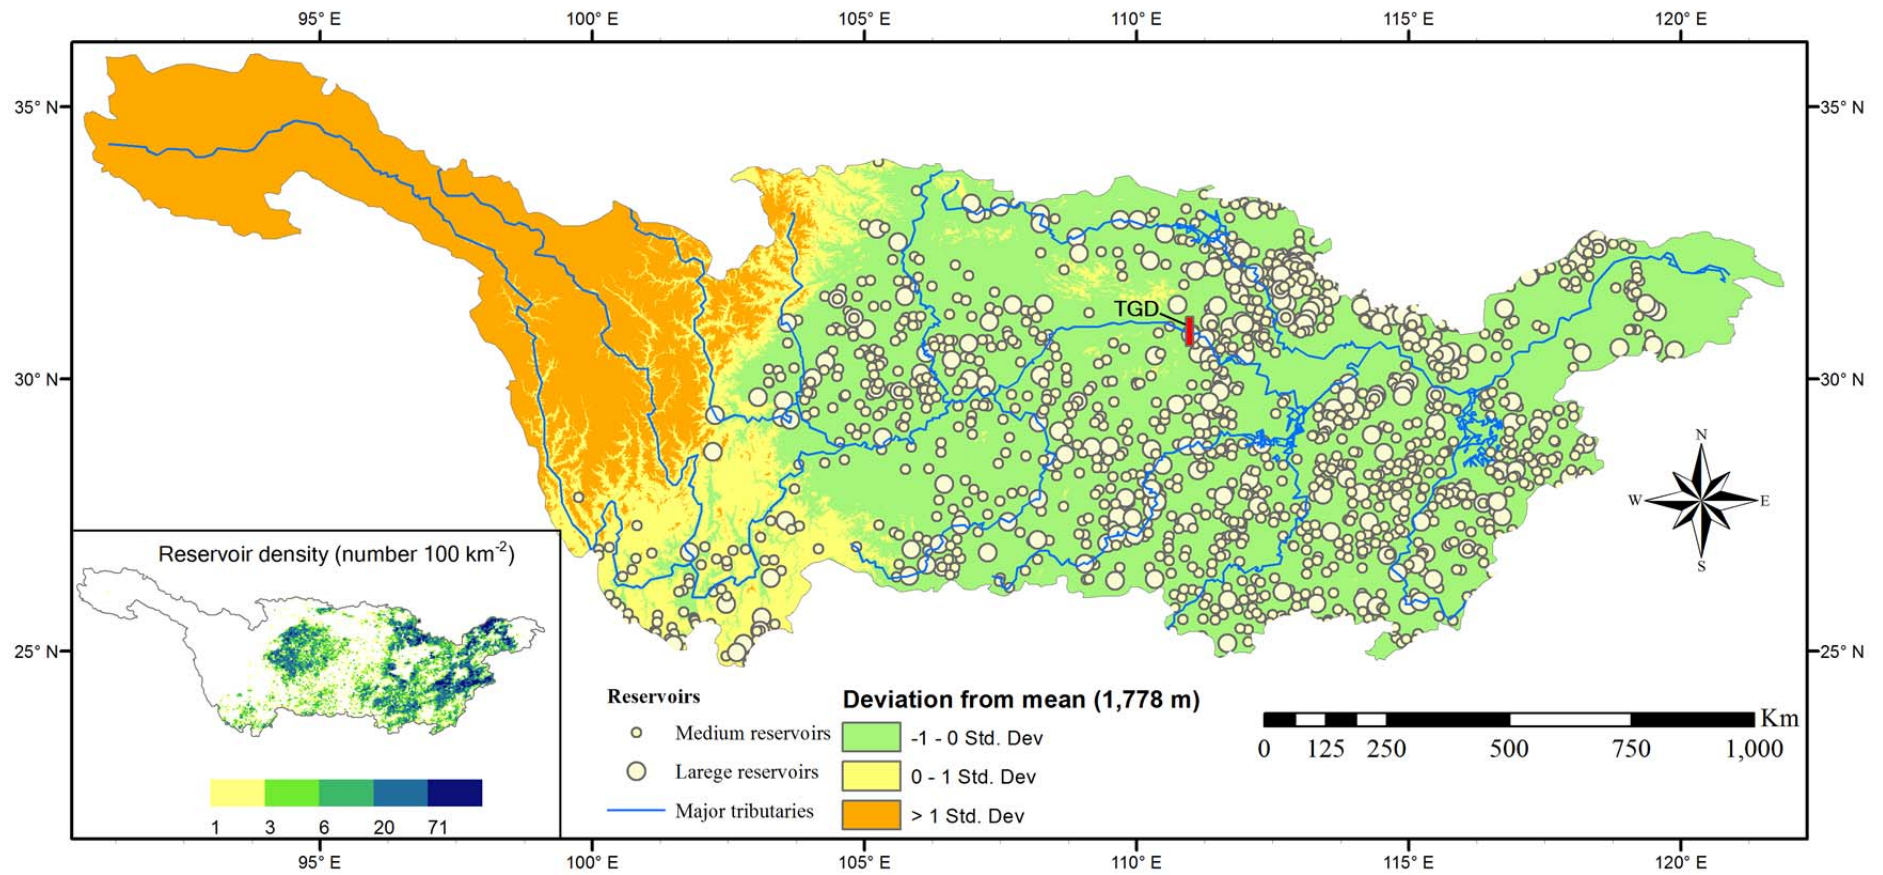 95° E 100° E 105° E 110° E 115° E 120° E
35° N 35° N
TGD
30° N 30° N
N
W E
S
Reservoir density (number 100 km-2)
25° N 25° N
Reservoirs
Medium reservoirs
Larege reservoirs
Major tributaries
Deviation from mean (1,778 m)
-1 - 0 Std. Dev
0 - 1 Std. Dev
> 1 Std. Dev
Km
0 125 250 500 750 1,000
1 3 6 20 71
95° E 100° E 105° E 110° E 115° E 120° E